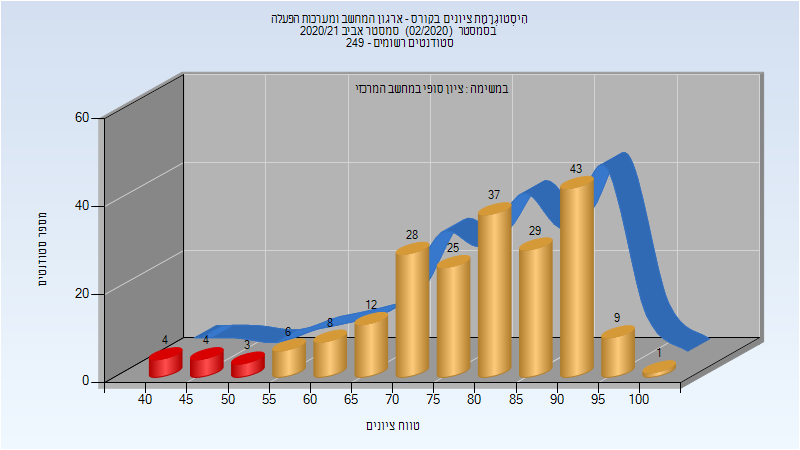 היסטוגרמת ציונים בקורס - ארגון המחשב ומערכות הפעלה
בסמסטר (02/2020) סמסטר אביב 2020/21
סטודנטים רשומים - 249
במשימה : ציון סופי במחשב המרכזי
מספר סטודנטים
60
40
20
0
4
4
3
6
8
12
28
25
37
29
43
9
1
40 45 50 55 60 65 70 75 80 85 90 95 100
טווח ציונים